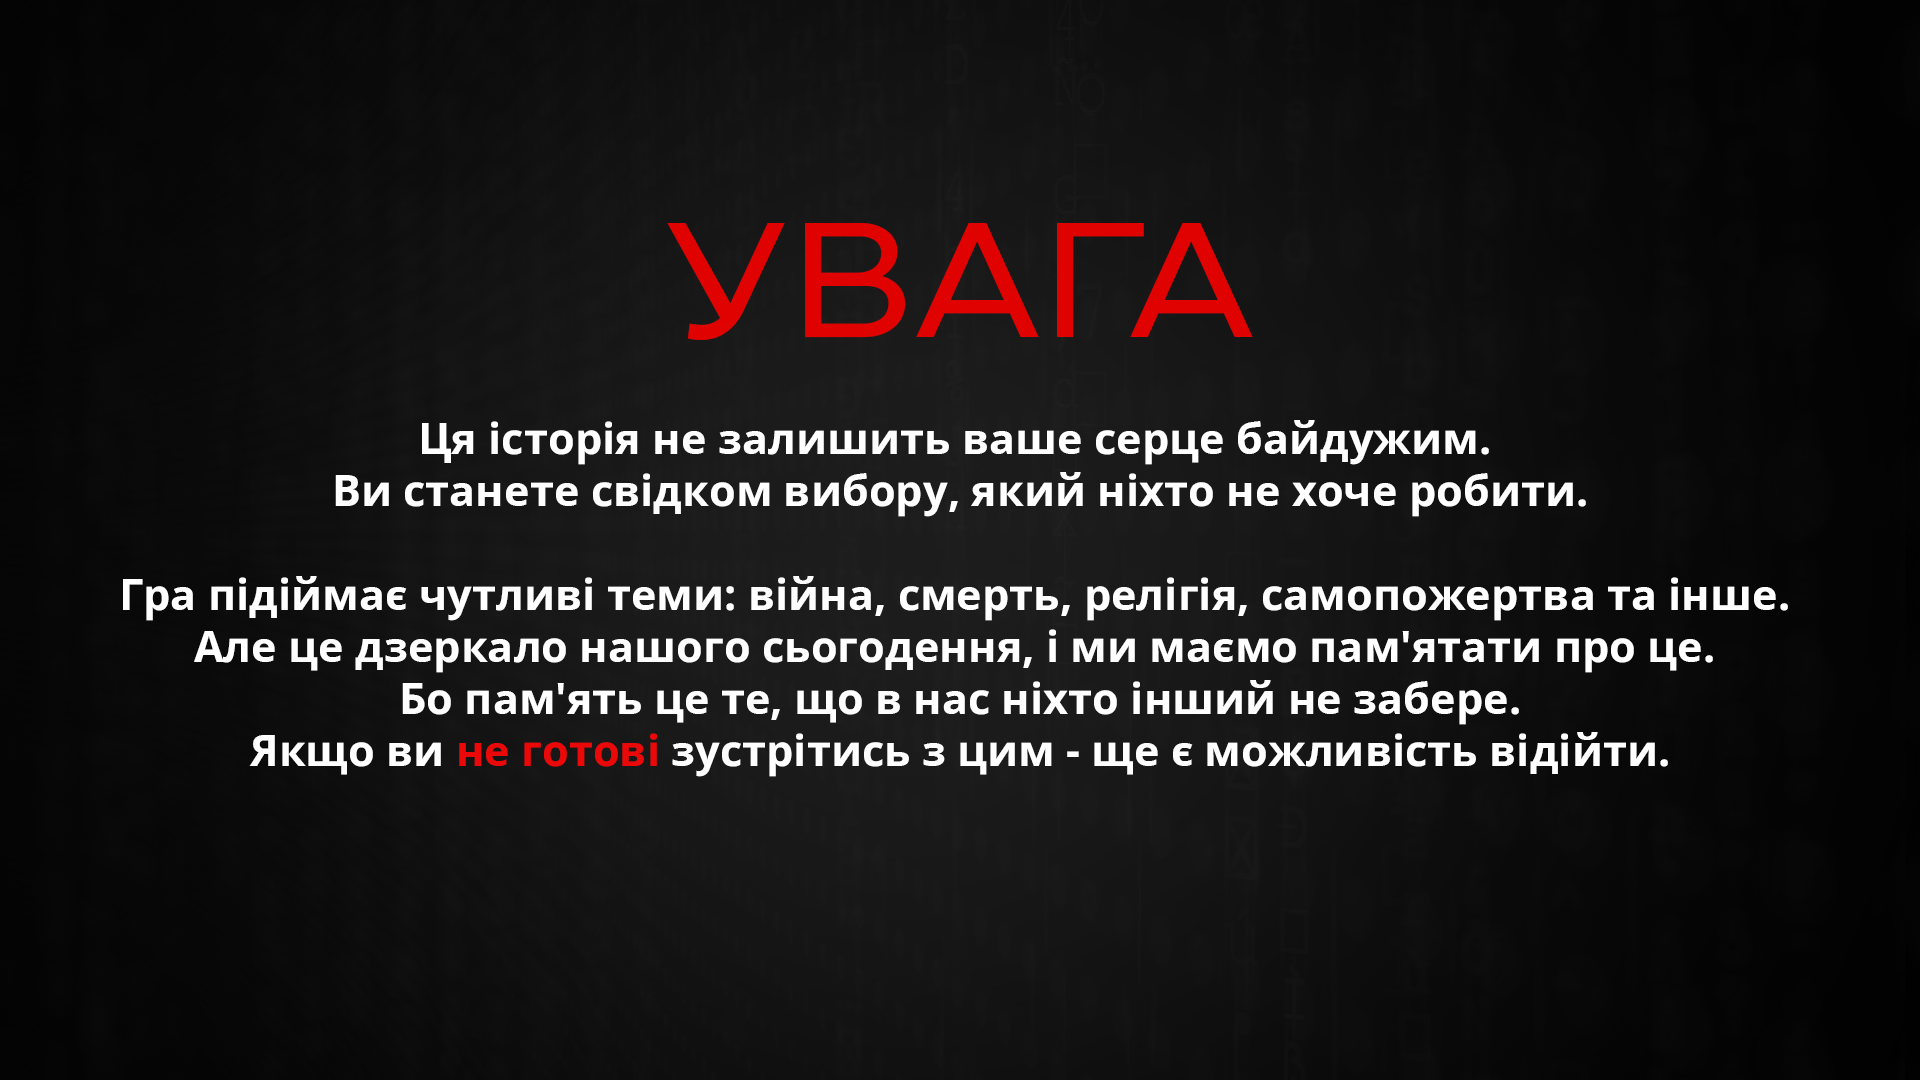 УВАГА
Ця історія не залишить ваше серце байдужим.
Ви станете свідком вибору, який ніхто не хоче робити.
Гра підіймає чутливі теми: війна, смерть, релігія, самопожертва та інше.
Але це дзеркало нашого сьогодення, і ми маємо пам'ятати про це.
Бо пам'ять це те, що в нас ніхто інший не забере.
Якщо ви не готові зустрітись з цим - ще є можливість відійти.